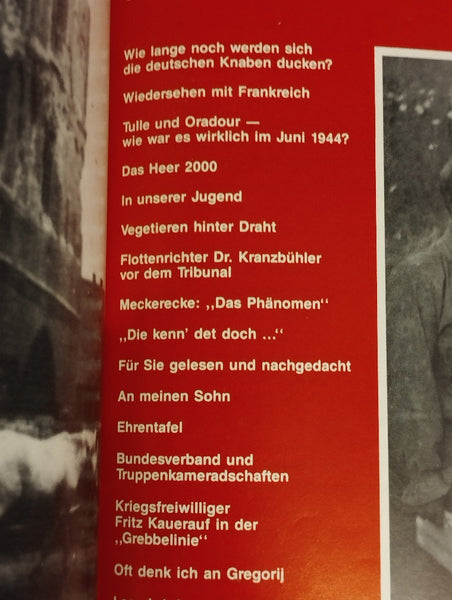 Wie lange noch werden sich
die deutschen Knaben ducken?
Wiedersehen mit Frankreich
Tulle und Oradour —
wie war es wirklich im Juni 1944?
Das Heer 2000
In unserer Jugend
Vegetieren hinter Draht
Flottenrichter Dr. Kranzbühler
vor dem Tribunal
Meckerecke: ,,Das Phänomen‘‘
,,Die kenn’ det doch ...‘‘
Für Sie gelesen und nachgedacht
An meinen Sohn
Ehrentafel
Bundesverband und
Truppenkameradschaften
Kriegsfreiwilliger
Fritz Kauerauf in der
,,Grebbelinie‘‘
Oft denk ich an Gregorij